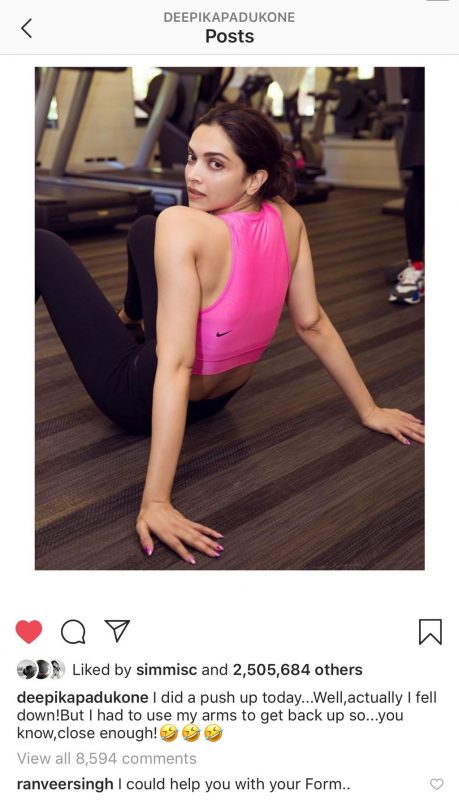 DEEPIKAPADUKONE
Posts
Liked by simmisc and 2,505,684 others
deepikapadukone I did a push up today...Well,actually I fell
down!But I had to use my arms to get back up so...you
know,close enough!🤣🤣🤣
View all 8,594 comments
ranveersingh I could help you with your Form..